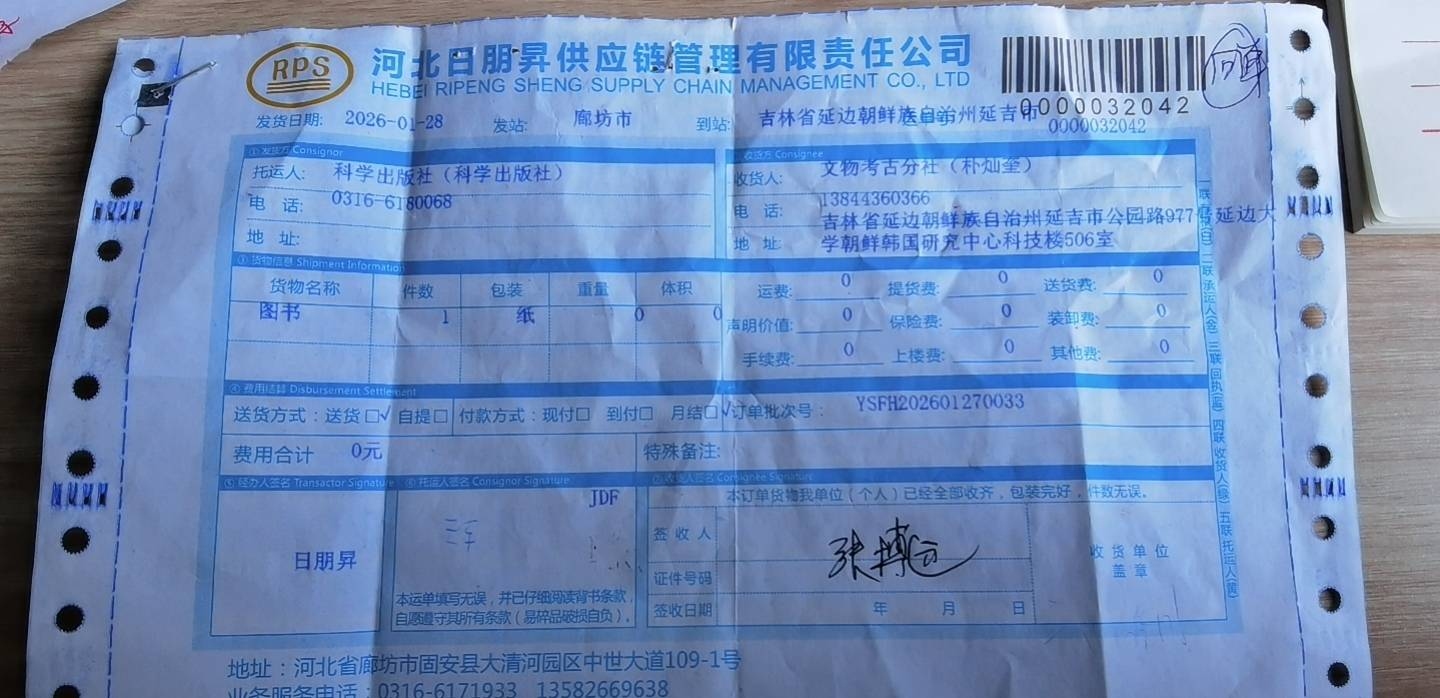 RPS
河北日朋昇供应链管理有限责任公司
HEBEI RIPENG SHENG SUPPLY CHAIN MANAGEMENT CO., LTD
0000032042
发货日期: 2026-01-28 发站: 廊坊市 到站: 吉林省延边朝鲜族自治州延吉市
0000032042
①发货方 Consignor
托运人: 科学出版社（科学出版社）
电 话: 0316-6180068
地 址:
收货方 Consignee
收货人: 文物考古分社（朴灿奎）
电 话: 13844360366
地 址: 吉林省延边朝鲜族自治州延吉市公园路977号延边大
学朝鲜韩国研究中心科技楼506室
③货物信息 Shipment Information
货物名称 件数 包装 重量 体积
图书 1 纸 0 0
运费: 0 提货费: 0 送货费: 0
声明价值: 0 保险费: 0 装卸费: 0
手续费: 0 上楼费: 0 其他费: 0
④费用结算 Disbursement Settlement
送货方式: 送货□√ 自提□ 付款方式: 现付□ 到付□ 月结□√ 订单批次号: YSFH202601270033
费用合计 0元 特殊备注:
⑤经办人签名 Transactor Signature
日朋昇
⑥托运人签名 Consignor Signature
JDF
本运单填写无误，并已仔细阅读背书条款，
自愿遵守其所有条款（易碎品破损自负）。
⑦收货人签名 Consignee Signature
本订单货物我单位（个人）已经全部收齐，包装完好，件数无误。
签收人
证件号码
签收日期 年 月 日
收货单位
盖章
二联 承运人(金) 三联 回执(蓝) 四联 收货人(绿) 五联 托运人(黄)
地址：河北省廊坊市固安县大清河园区中世大道109-1号
业务服务电话：0316-6171933 13582669638